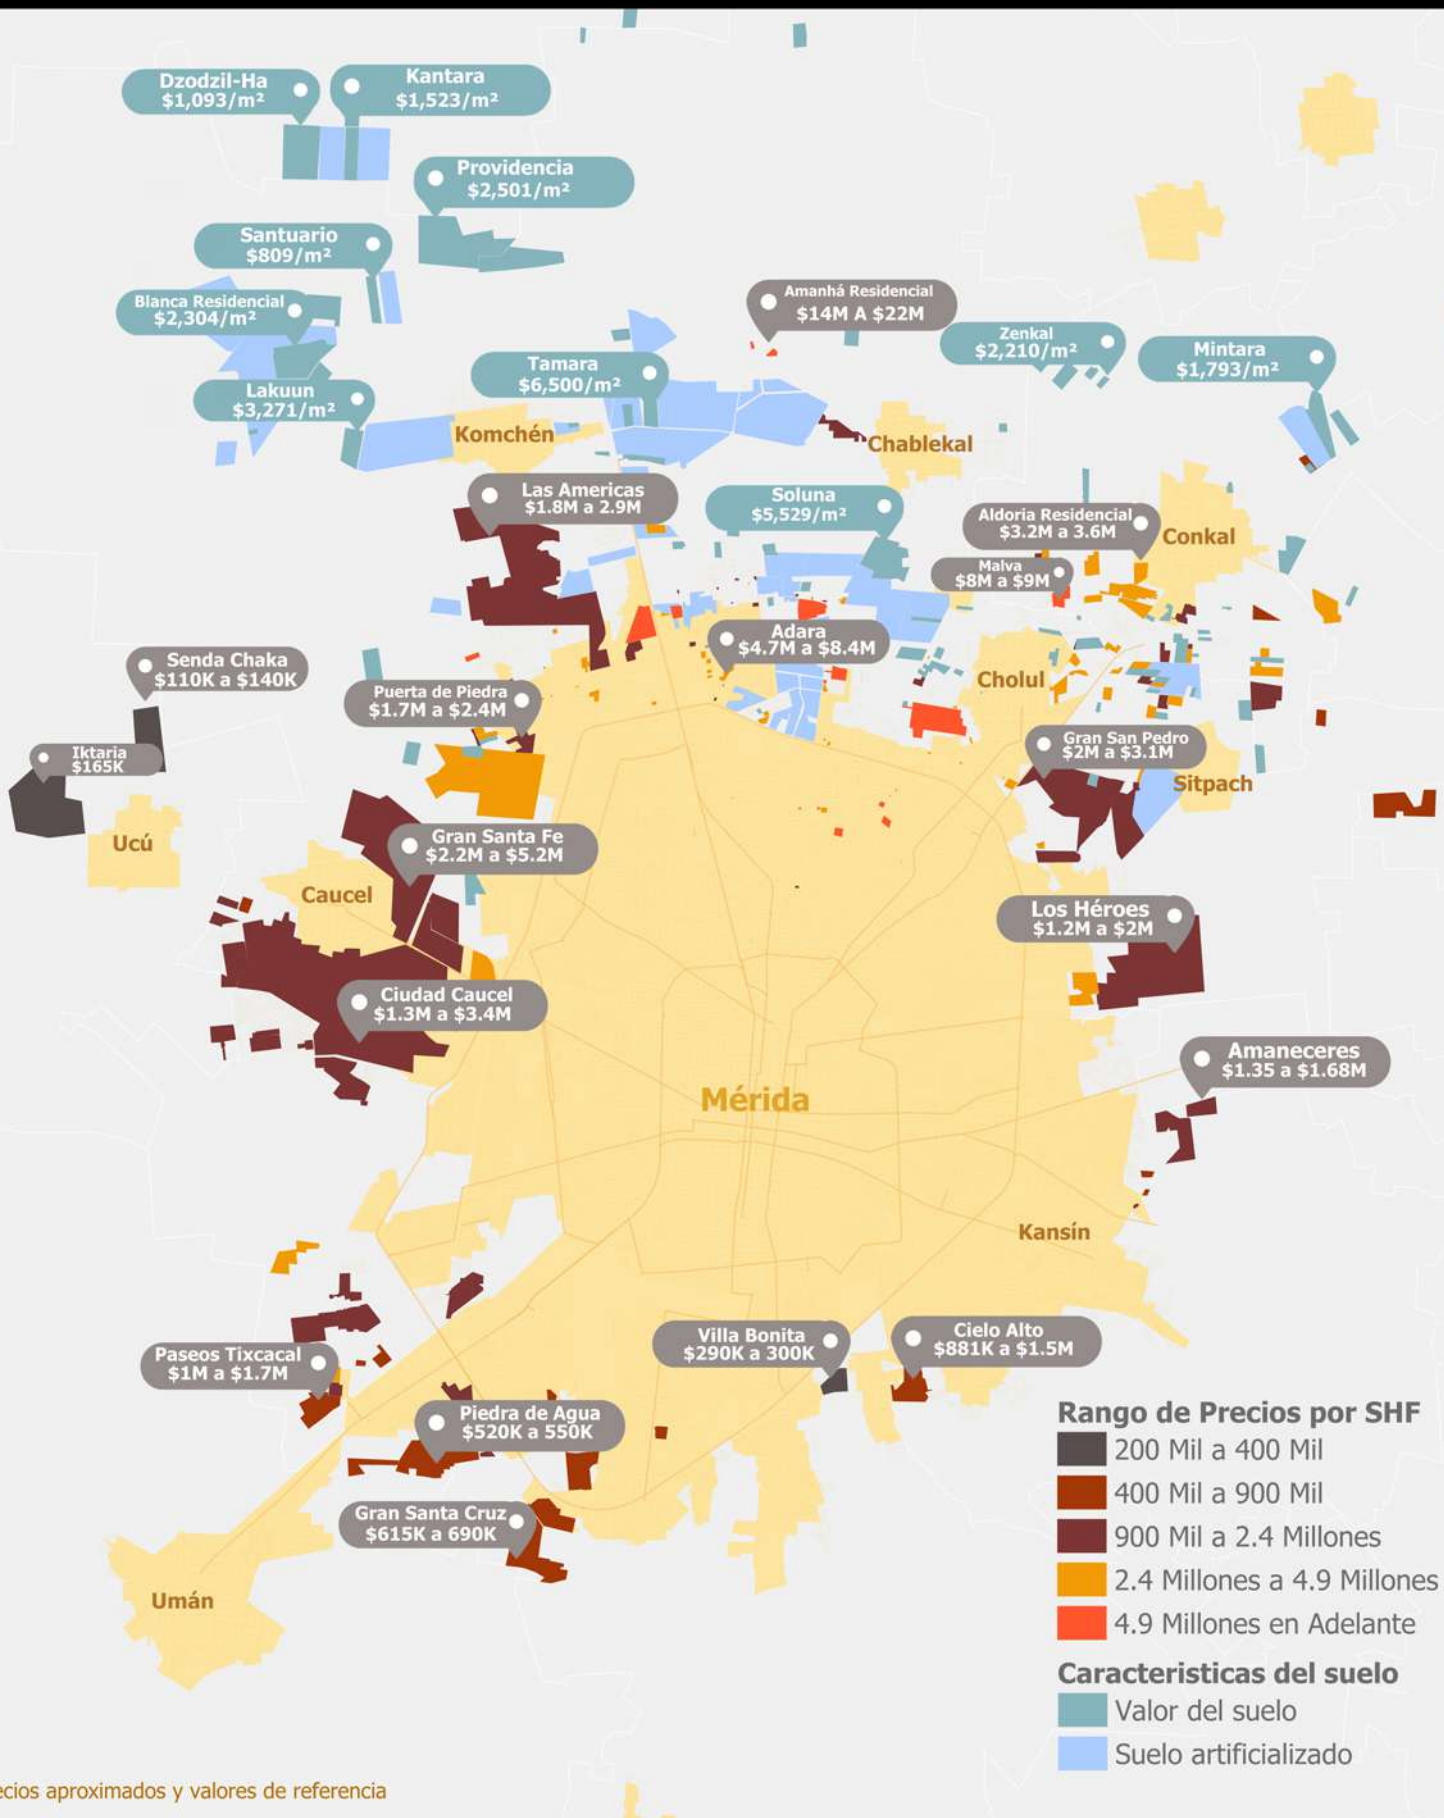 Dzodzil-Ha
$1,093/m²
Kantara
$1,523/m²
Providencia
$2,501/m²
Santuario
$809/m²
Blanca Residencial
$2,304/m²
Amanhá Residencial
$14M A $22M
Zenkal
$2,210/m²
Mintara
$1,793/m²
Tamara
$6,500/m²
Lakuun
$3,271/m²
Komchén
Chablekal
Las Americas
$1.8M a 2.9M
Soluna
$5,529/m²
Aldoria Residencial
$3.2M a 3.6M
Conkal
Malva
$8M a $9M
Adara
$4.7M a $8.4M
Senda Chaka
$110K a $140K
Cholul
Puerta de Piedra
$1.7M a $2.4M
Iktaria
$165K
Gran San Pedro
$2M a $3.1M
Sitpach
Ucú
Gran Santa Fe
$2.2M a $5.2M
Caucel
Los Héroes
$1.2M a $2M
Ciudad Caucel
$1.3M a $3.4M
Amaneceres
$1.35 a $1.68M
Mérida
Kansín
Villa Bonita
$290K a 300K
Cielo Alto
$881K a $1.5M
Paseos Tixcacal
$1M a $1.7M
Piedra de Agua
$520K a 550K
Gran Santa Cruz
$615K a 690K
Umán
Rango de Precios por SHF
200 Mil a 400 Mil
400 Mil a 900 Mil
900 Mil a 2.4 Millones
2.4 Millones a 4.9 Millones
4.9 Millones en Adelante
Caracteristicas del suelo
Valor del suelo
Suelo artificializado
ecios aproximados y valores de referencia